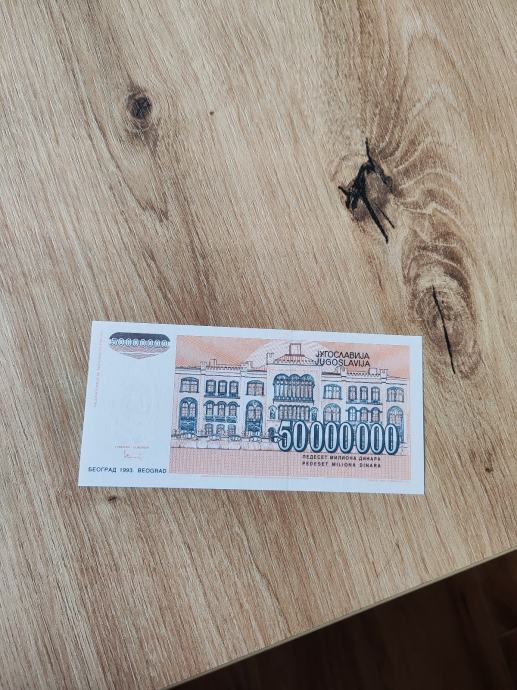 50000000
ЈУГОСЛАВИЈА
JUGOSLAVIJA
50000000
ПЕДЕСЕТ МИЛИОНА ДИНАРА
PEDESET MILIONA DINARA
БЕОГРАД 1993 BEOGRAD